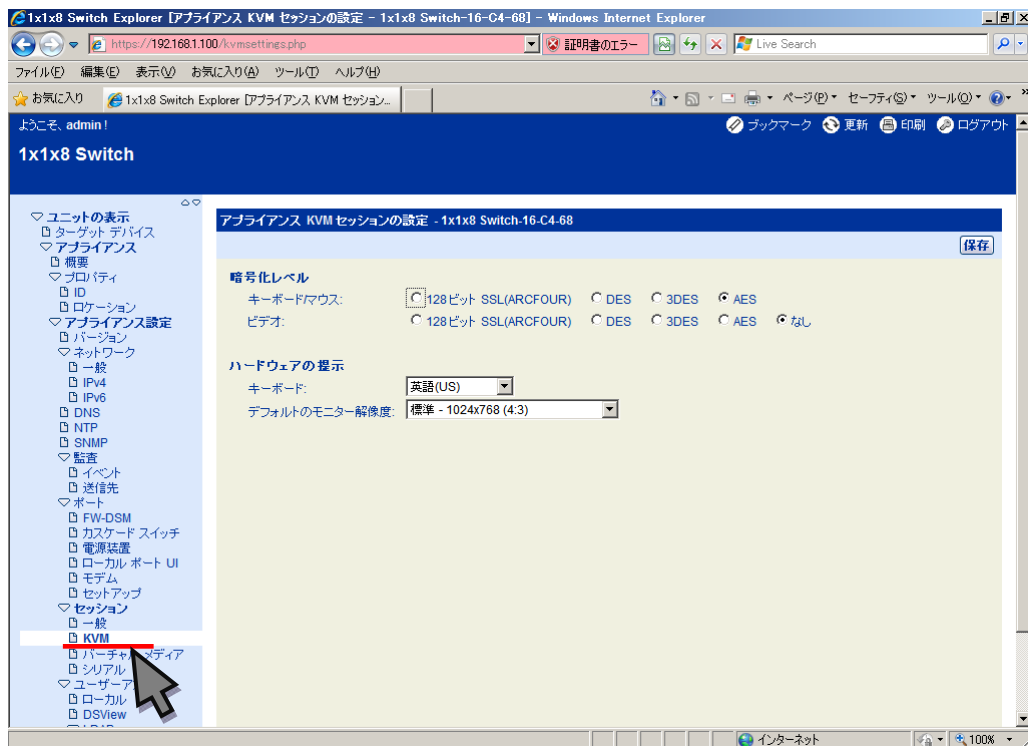 1x1x8 Switch Explorer [アプライアンス KVM セッションの設定 - 1x1x8 Switch-16-C4-68] - Windows Internet Explorer
https://192.168.1.100/kvmsettings.php
証明書のエラー
Live Search
ファイル(F) 編集(E) 表示(V) お気に入り(A) ツール(T) ヘルプ(H)
お気に入り
1x1x8 Switch Explorer [アプライアンス KVM セッション...
ページ(P) セーフティ(S) ツール(O)
ようこそ、admin !
ブックマーク 更新 印刷 ログアウト
1x1x8 Switch
ユニットの表示
ターゲット デバイス
アプライアンス
概要
プロパティ
ID
ロケーション
アプライアンス設定
バージョン
ネットワーク
一般
IPv4
IPv6
DNS
NTP
SNMP
監査
イベント
送信先
ポート
FW-DSM
カスケード スイッチ
電源装置
ローカル ポート UI
モデム
セットアップ
セッション
一般
KVM
シリアル
ローカル
DSView
アプライアンス KVM セッションの設定 - 1x1x8 Switch-16-C4-68
保存
暗号化レベル
キーボード/マウス: 128 ビット SSL(ARCFOUR) DES 3DES AES
ビデオ: 128 ビット SSL(ARCFOUR) DES 3DES AES なし
ハードウェアの提示
キーボード: 英語(US)
デフォルトのモニター解像度: 標準 - 1024x768 (4:3)
インターネット
100%